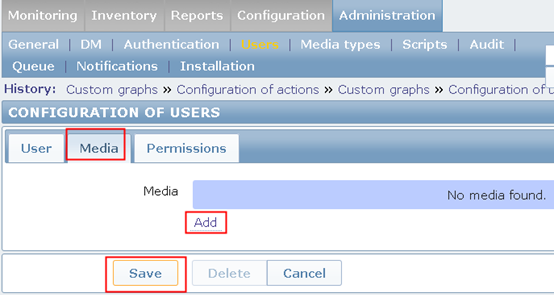 Monitoring Inventory Reports Configuration Administration
General | DM | Authentication | Users | Media types | Scripts | Audit |
Queue | Notifications | Installation
History: Custom graphs » Configuration of actions » Custom graphs » Configuration of u
CONFIGURATION OF USERS
User Media Permissions
Media No media found.
Add
Save Delete Cancel